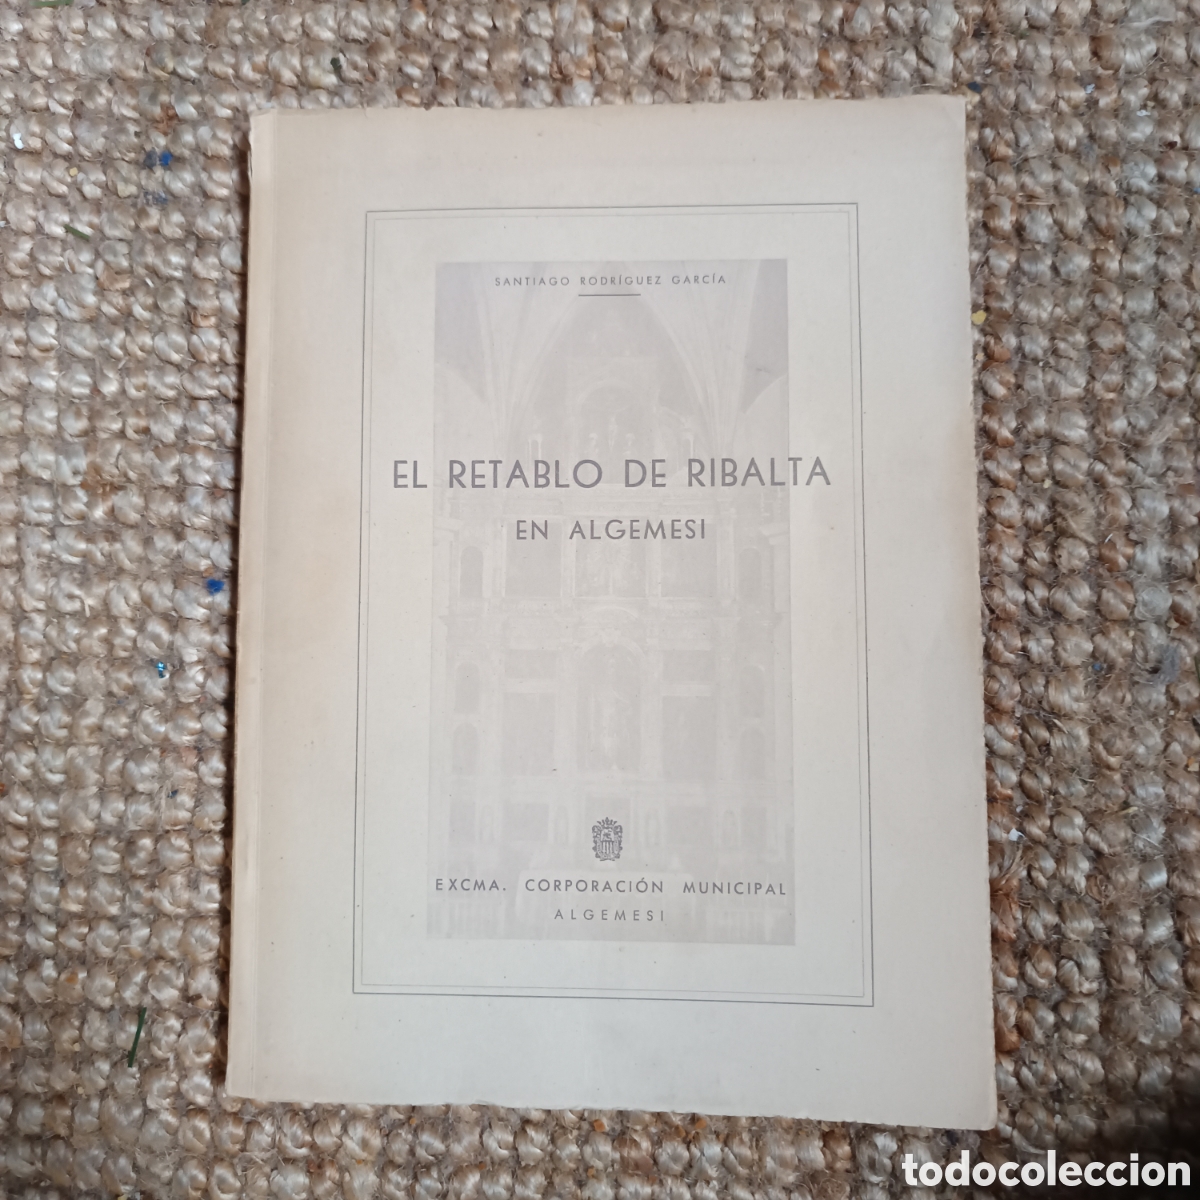 SANTIAGO RODRÍGUEZ GARCÍA
EL RETABLO DE RIBALTA
EN ALGEMESI
EXCMA. CORPORACIÓN MUNICIPAL
ALGEMESI
todocoleccion